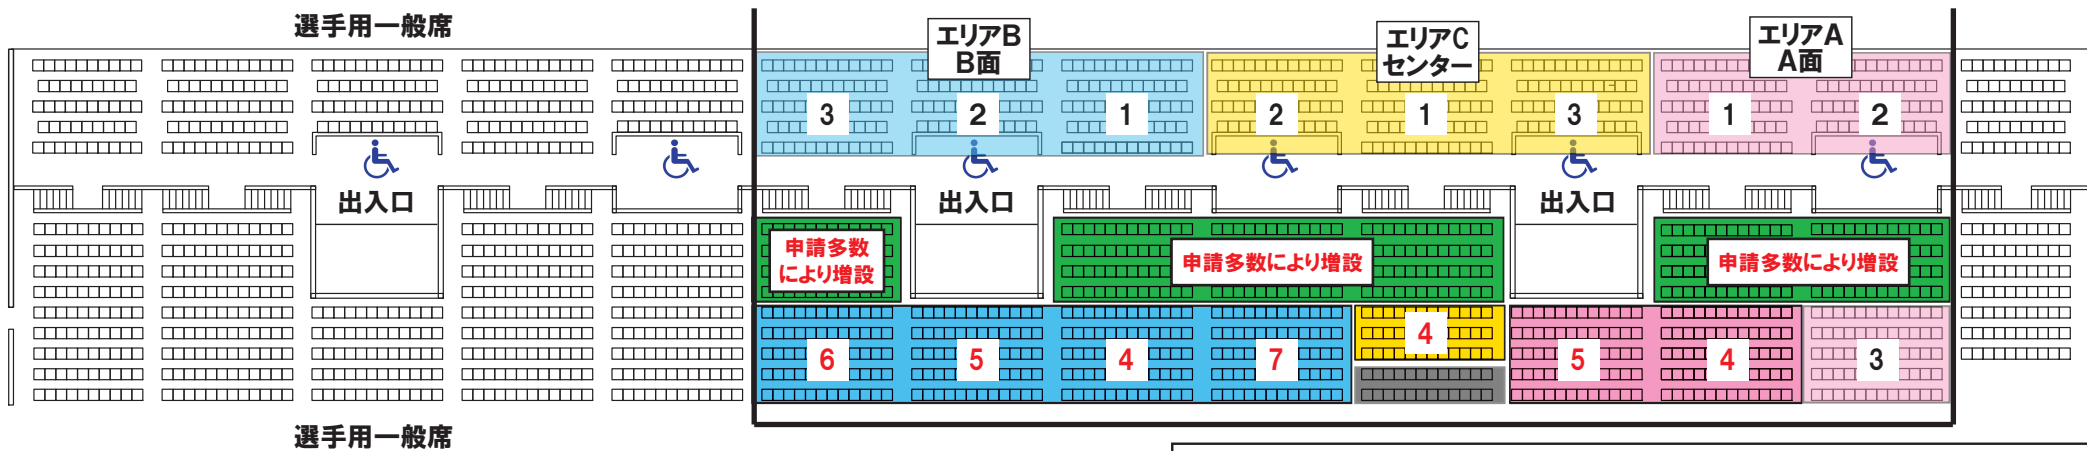 選手用一般席
エリアB
B面
エリアC
センター
エリアA
A面
3
2
1
2
1
3
1
2
出入口
出入口
出入口
申請多数
により増設
申請多数により増設
申請多数により増設
6
5
4
7
4
5
4
3
選手用一般席